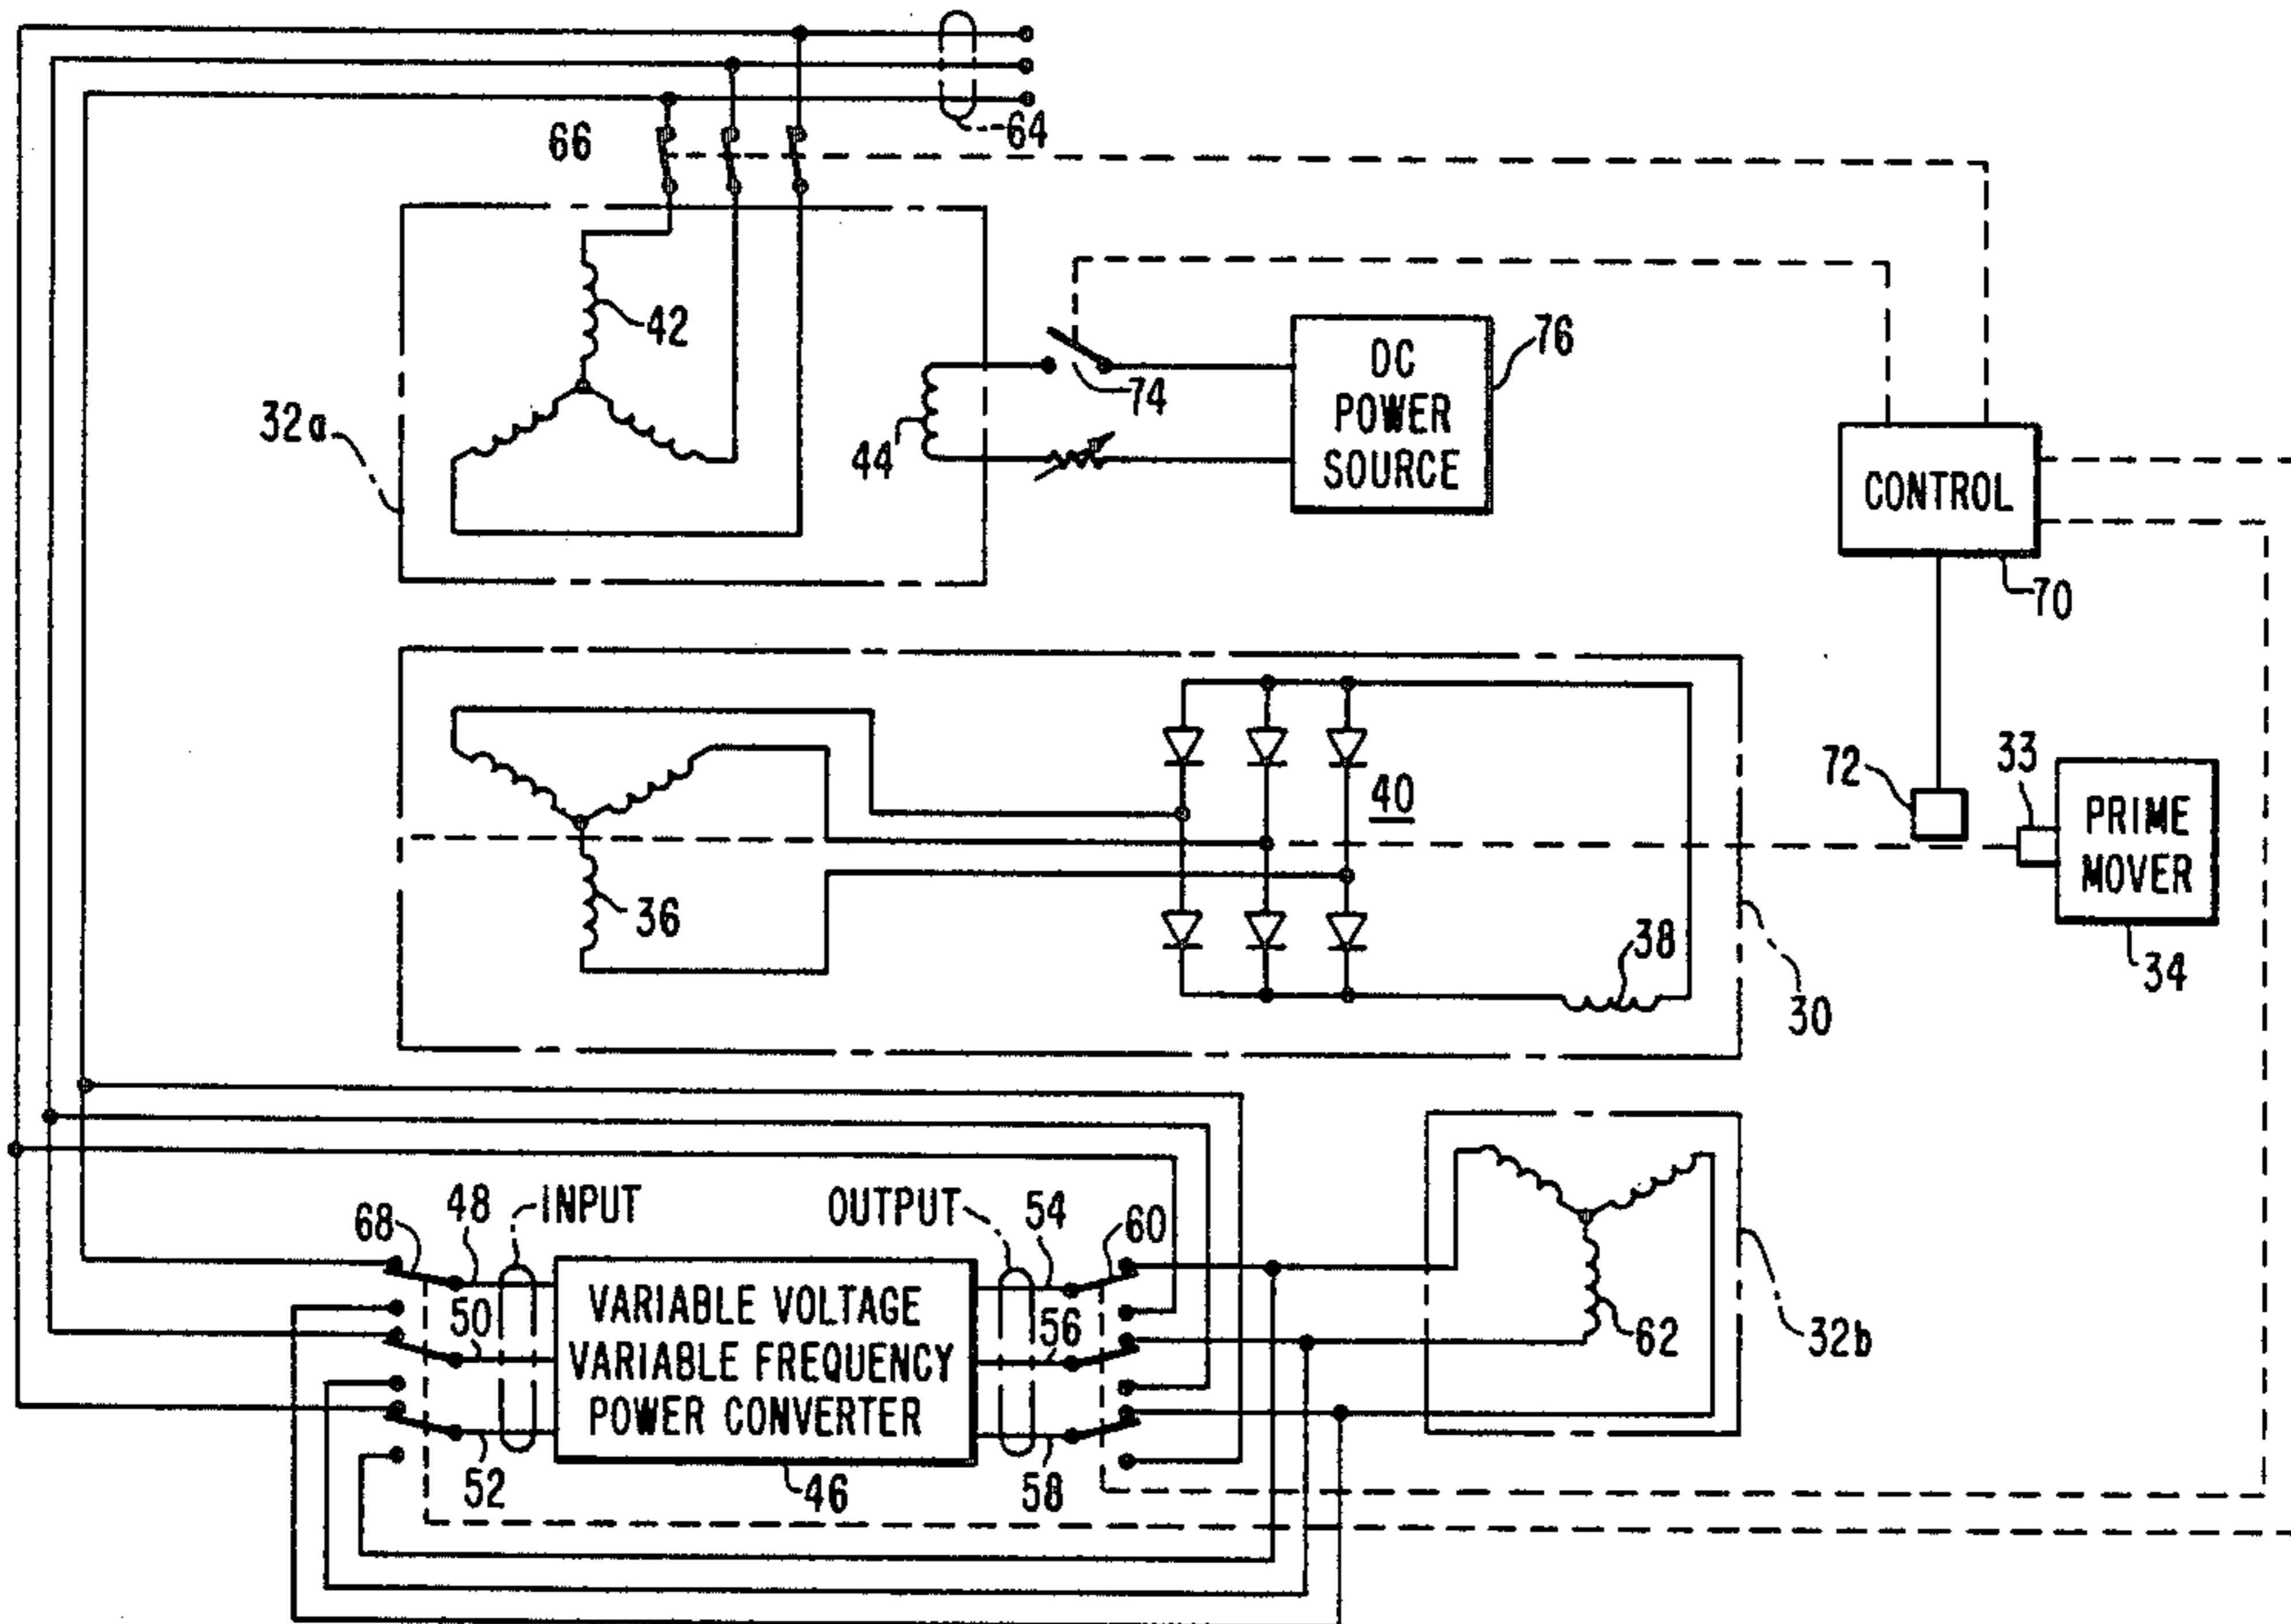 64
66
42
32a
44
74
DC
POWER
SOURCE
76
CONTROL
70
72
33
PRIME
MOVER
34
40
36
38
30
68
48
INPUT
OUTPUT
54
60
50
VARIABLE VOLTAGE
VARIABLE FREQUENCY
POWER CONVERTER
56
62
32b
52
46
58